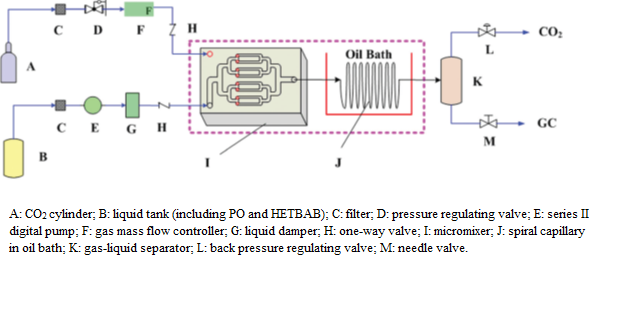 F
C D F H
A
Oil Bath
L
CO₂
K
C E G H
GC
M
B
I
J
A: CO2 cylinder; B: liquid tank (including PO and HETBAB); C: filter; D: pressure regulating valve; E: series II
digital pump; F: gas mass flow controller; G: liquid damper; H: one-way valve; I: micromixer; J: spiral capillary
in oil bath; K: gas-liquid separator; L: back pressure regulating valve; M: needle valve.